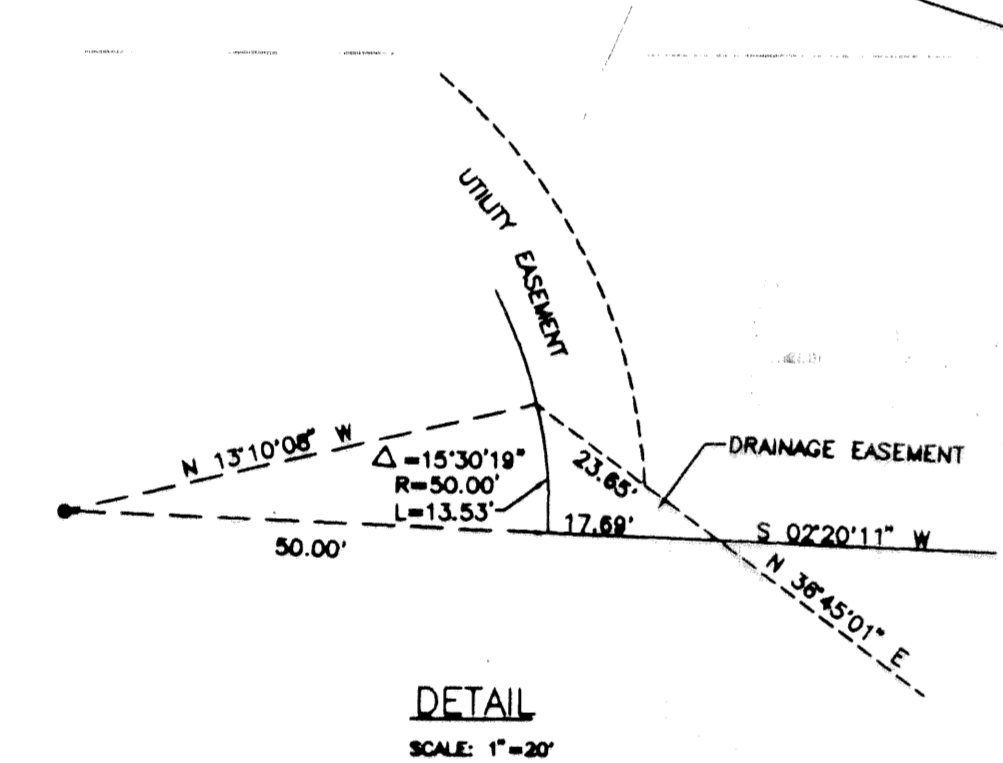 UTILITY EASEMENT
N 13°10'08" W
Δ =15°30'19"
R=50.00'
L=13.53'
23.65'
DRAINAGE EASEMENT
17.69'
S 02°20'11" W
50.00'
N 36°45'01" E
DETAIL
SCALE: 1"=20'